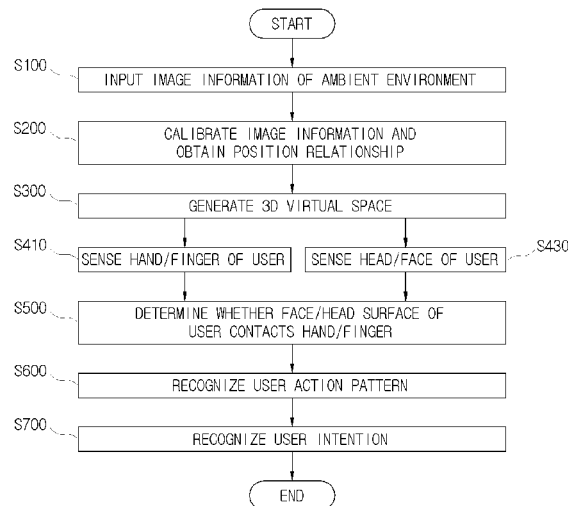 START
S100
INPUT IMAGE INFORMATION OF AMBIENT ENVIRONMENT
S200
CALIBRATE IMAGE INFORMATION AND
OBTAIN POSITION RELATIONSHIP
S300
GENERATE 3D VIRTUAL SPACE
S410
SENSE HAND/FINGER OF USER
SENSE HEAD/FACE OF USER
S430
S500
DETERMINE WHETHER FACE/HEAD SURFACE OF
USER CONTACTS HAND/FINGER
S600
RECOGNIZE USER ACTION PATTERN
S700
RECOGNIZE USER INTENTION
END